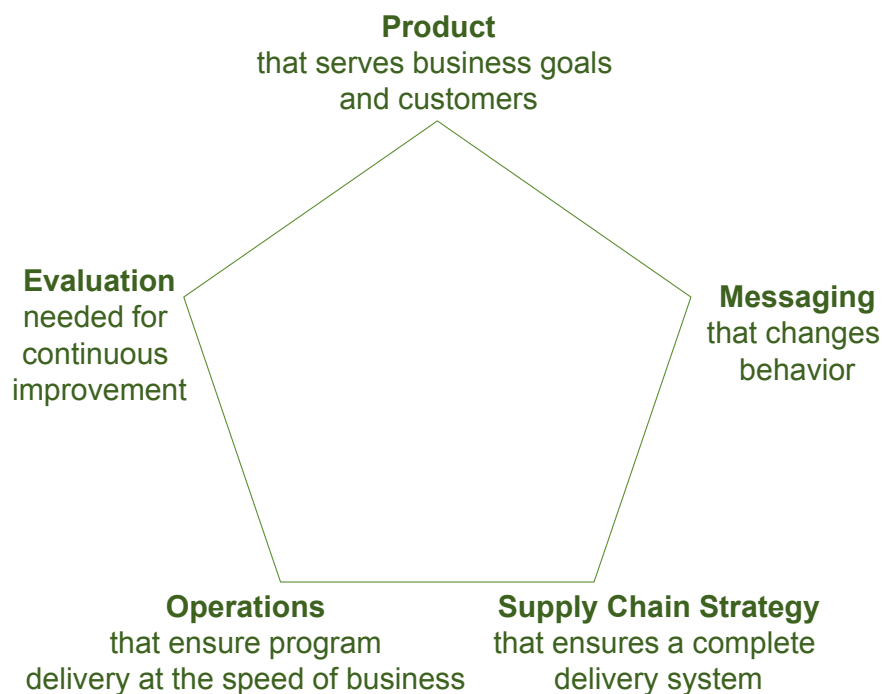 Product
that serves business goals
and customers
Evaluation
needed for
continuous
improvement
Messaging
that changes
behavior
Operations
that ensure program
delivery at the speed of business
Supply Chain Strategy
that ensures a complete
delivery system